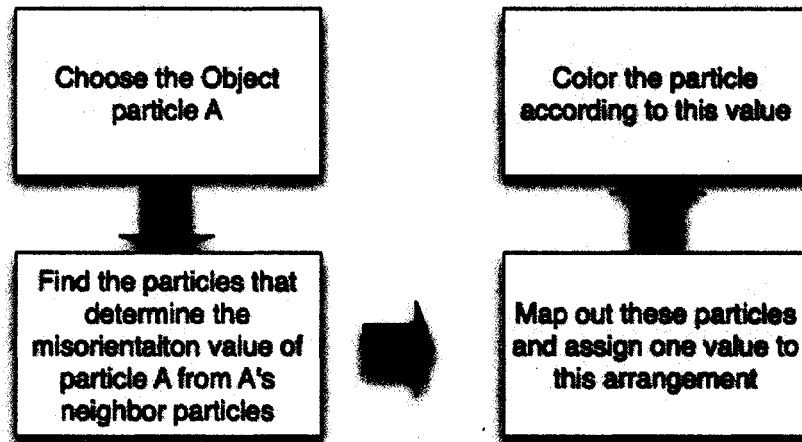 Choose the Object
particle A
Find the particles that
determine the
misorientaiton value of
particle A from A's
neighbor particles
Map out these particles
and assign one value to
this arrangement
Color the particle
according to this value